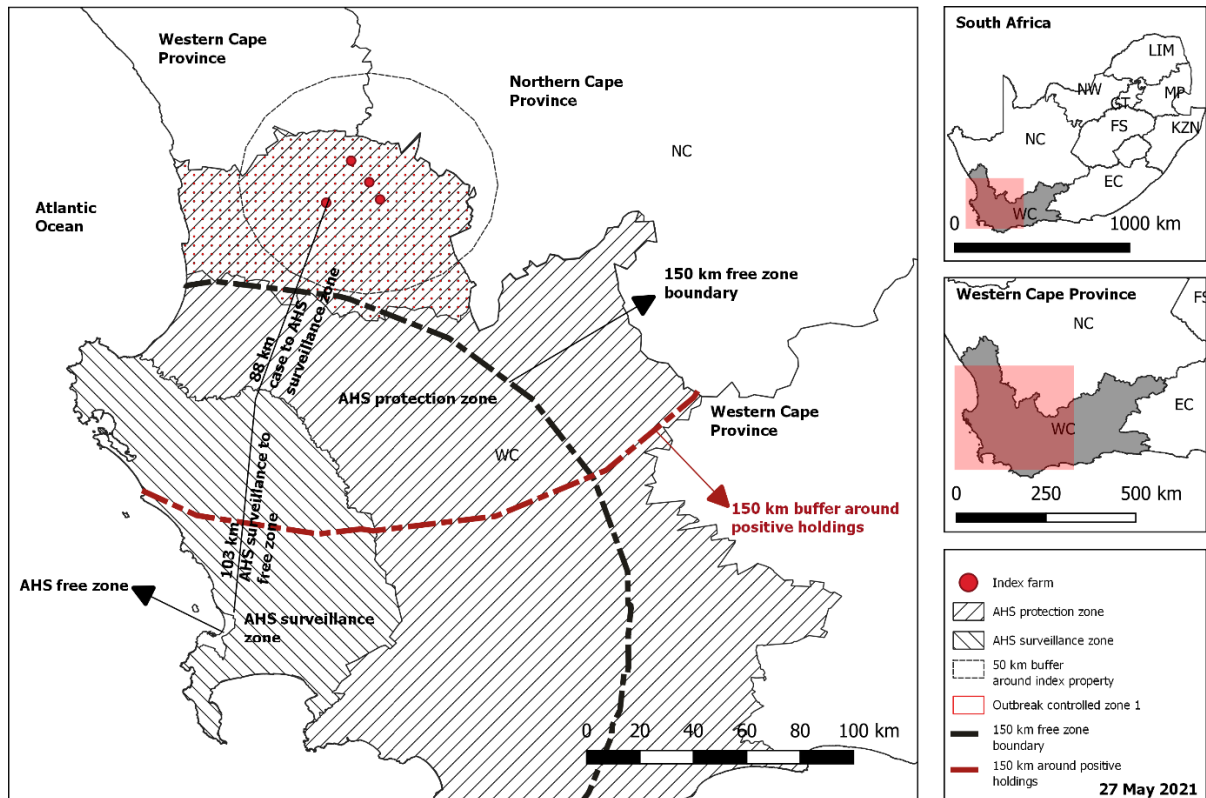 Western Cape
Province
Northern Cape
Province
NC
Atlantic
Ocean
150 km free zone
boundary
88 km
case to AHS
surveillance zone
AHS protection zone
WC
Western Cape
Province
150 km buffer around
positive holdings
103 km
AHS surveillance to
free zone
AHS free zone
AHS surveillance
zone
0 20 40 60 80 100 km
South Africa
LIM
NW
GT
MP
FS
KZN
NC
EC
WC
0 1000 km
Western Cape Province
FS
NC
WC
EC
0 250 500 km
Index farm
AHS protection zone
AHS surveillance zone
50 km buffer
around index property
Outbreak controlled zone 1
150 km free zone
boundary
150 km around positive
holdings
27 May 2021